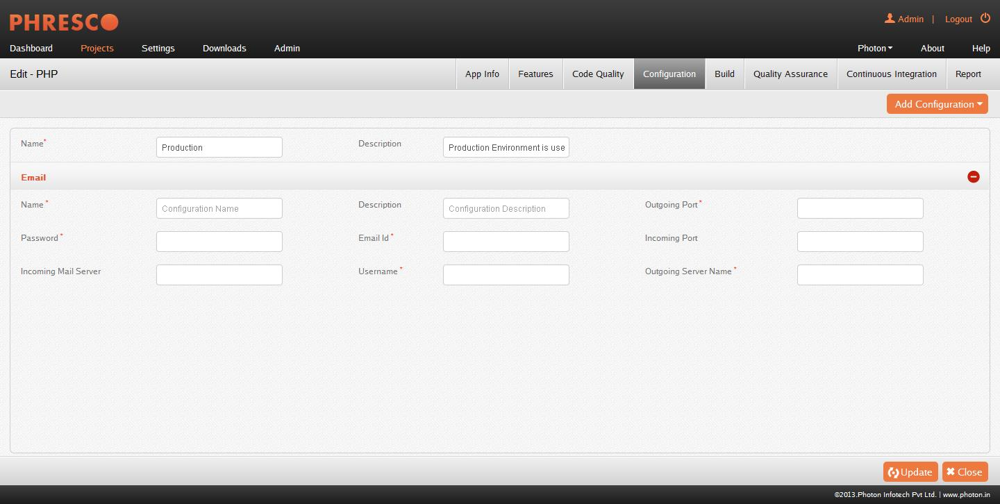 PHRESCO
Admin | Logout
Dashboard Projects Settings Downloads Admin Photon About Help
Edit - PHP App Info Features Code Quality Configuration Build Quality Assurance Continuous Integration Report
Add Configuration
Name* Production Description Production Environment is use
Email
Name * Configuration Name Description Configuration Description Outgoing Port *
Password * Email Id * Incoming Port
Incoming Mail Server Username * Outgoing Server Name *
Update Close
©2013.Photon Infotech Pvt Ltd. | www.photon.in